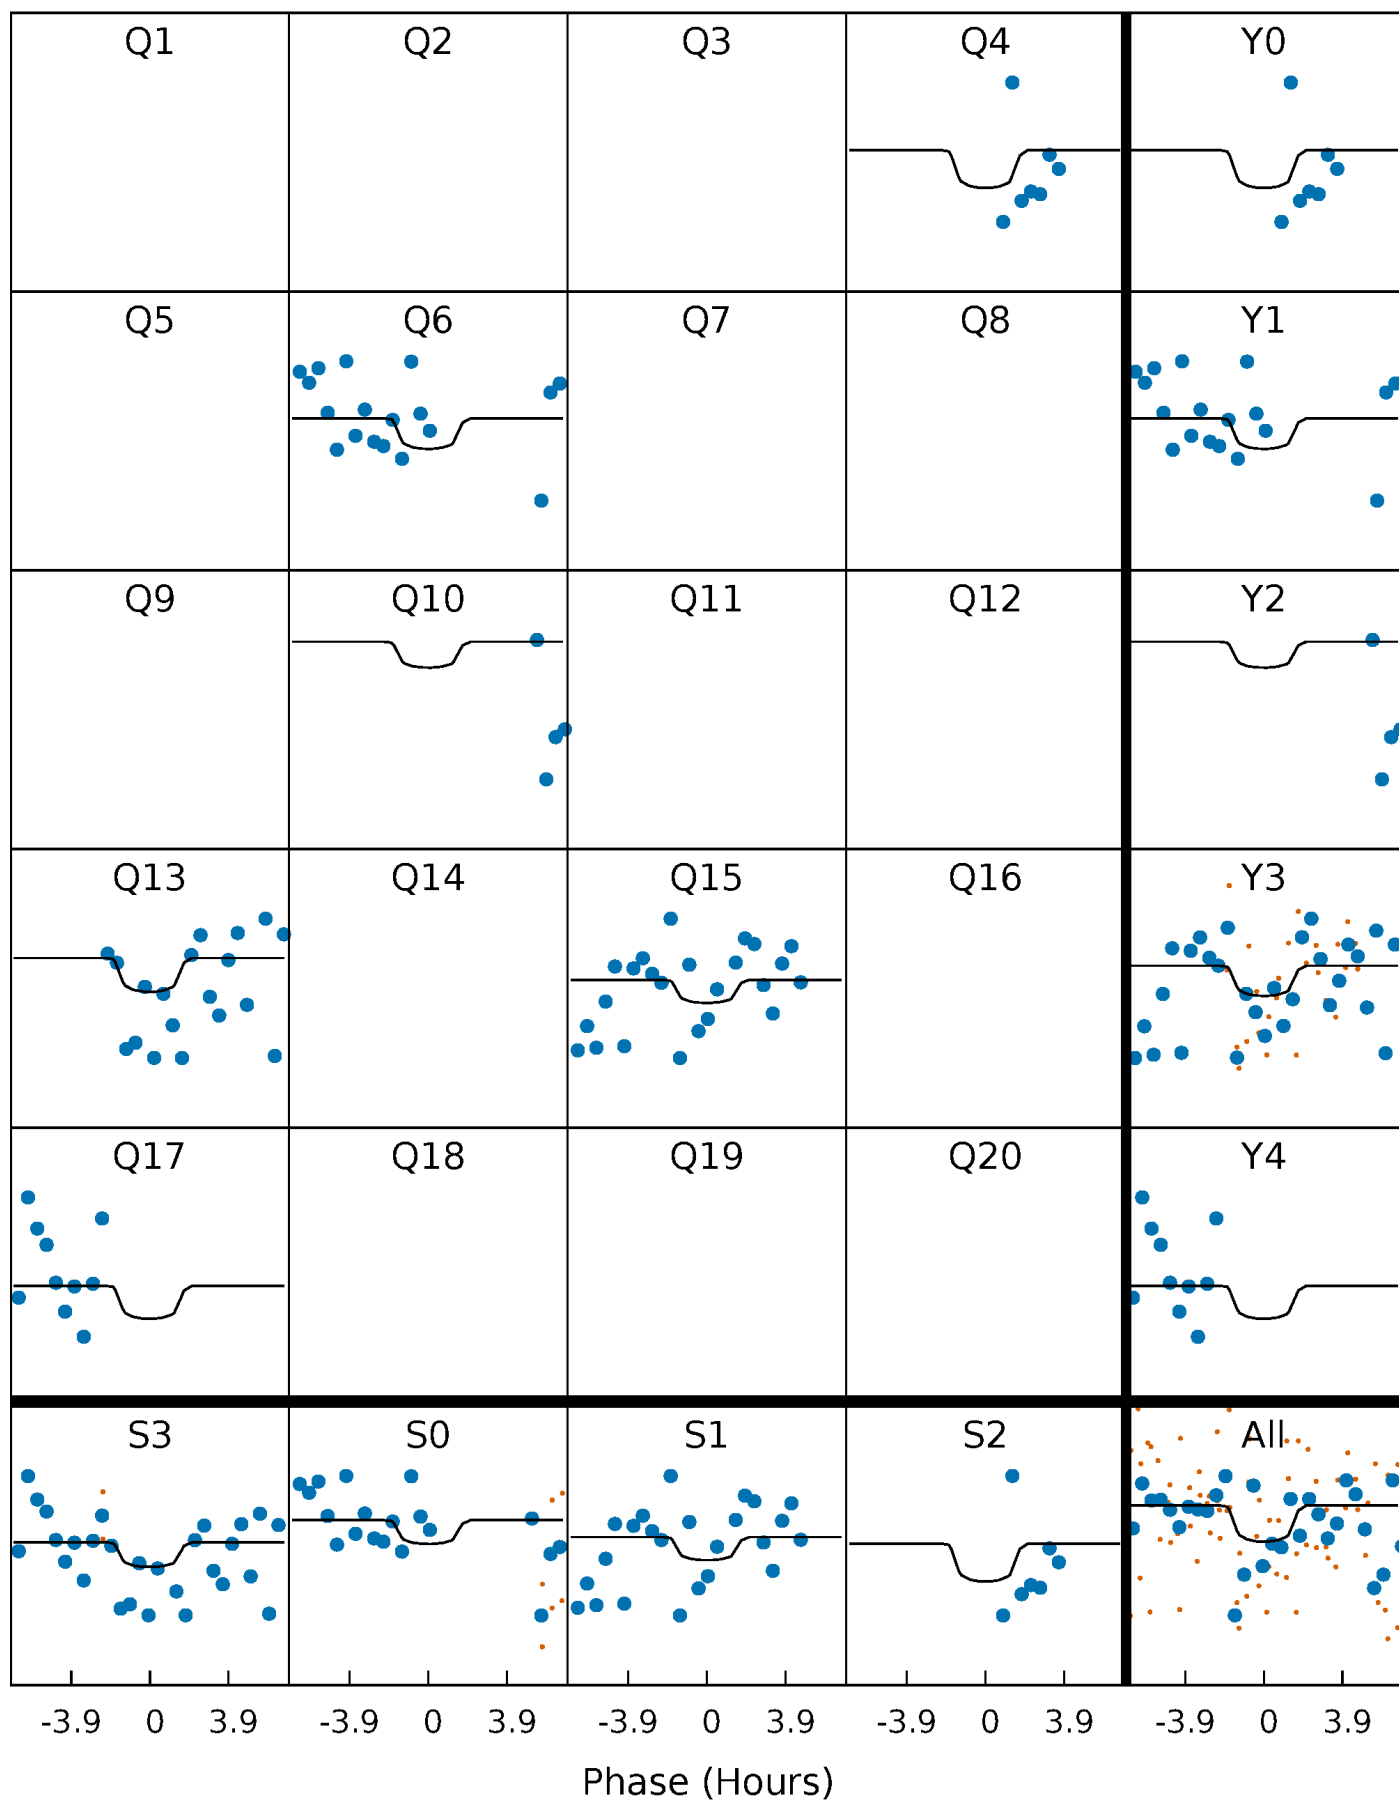 Q1 Q2 Q3 Q4 Y0
Q5 Q6 Q7 Q8 Y1
Q9 Q10 Q11 Q12 Y2
Q13 Q14 Q15 Q16 Y3
Q17 Q18 Q19 Q20 Y4
S3 S0 S1 S2 All
-3.9 0 3.9 -3.9 0 3.9 -3.9 0 3.9 -3.9 0 3.9 -3.9 0 3.9
Phase (Hours)